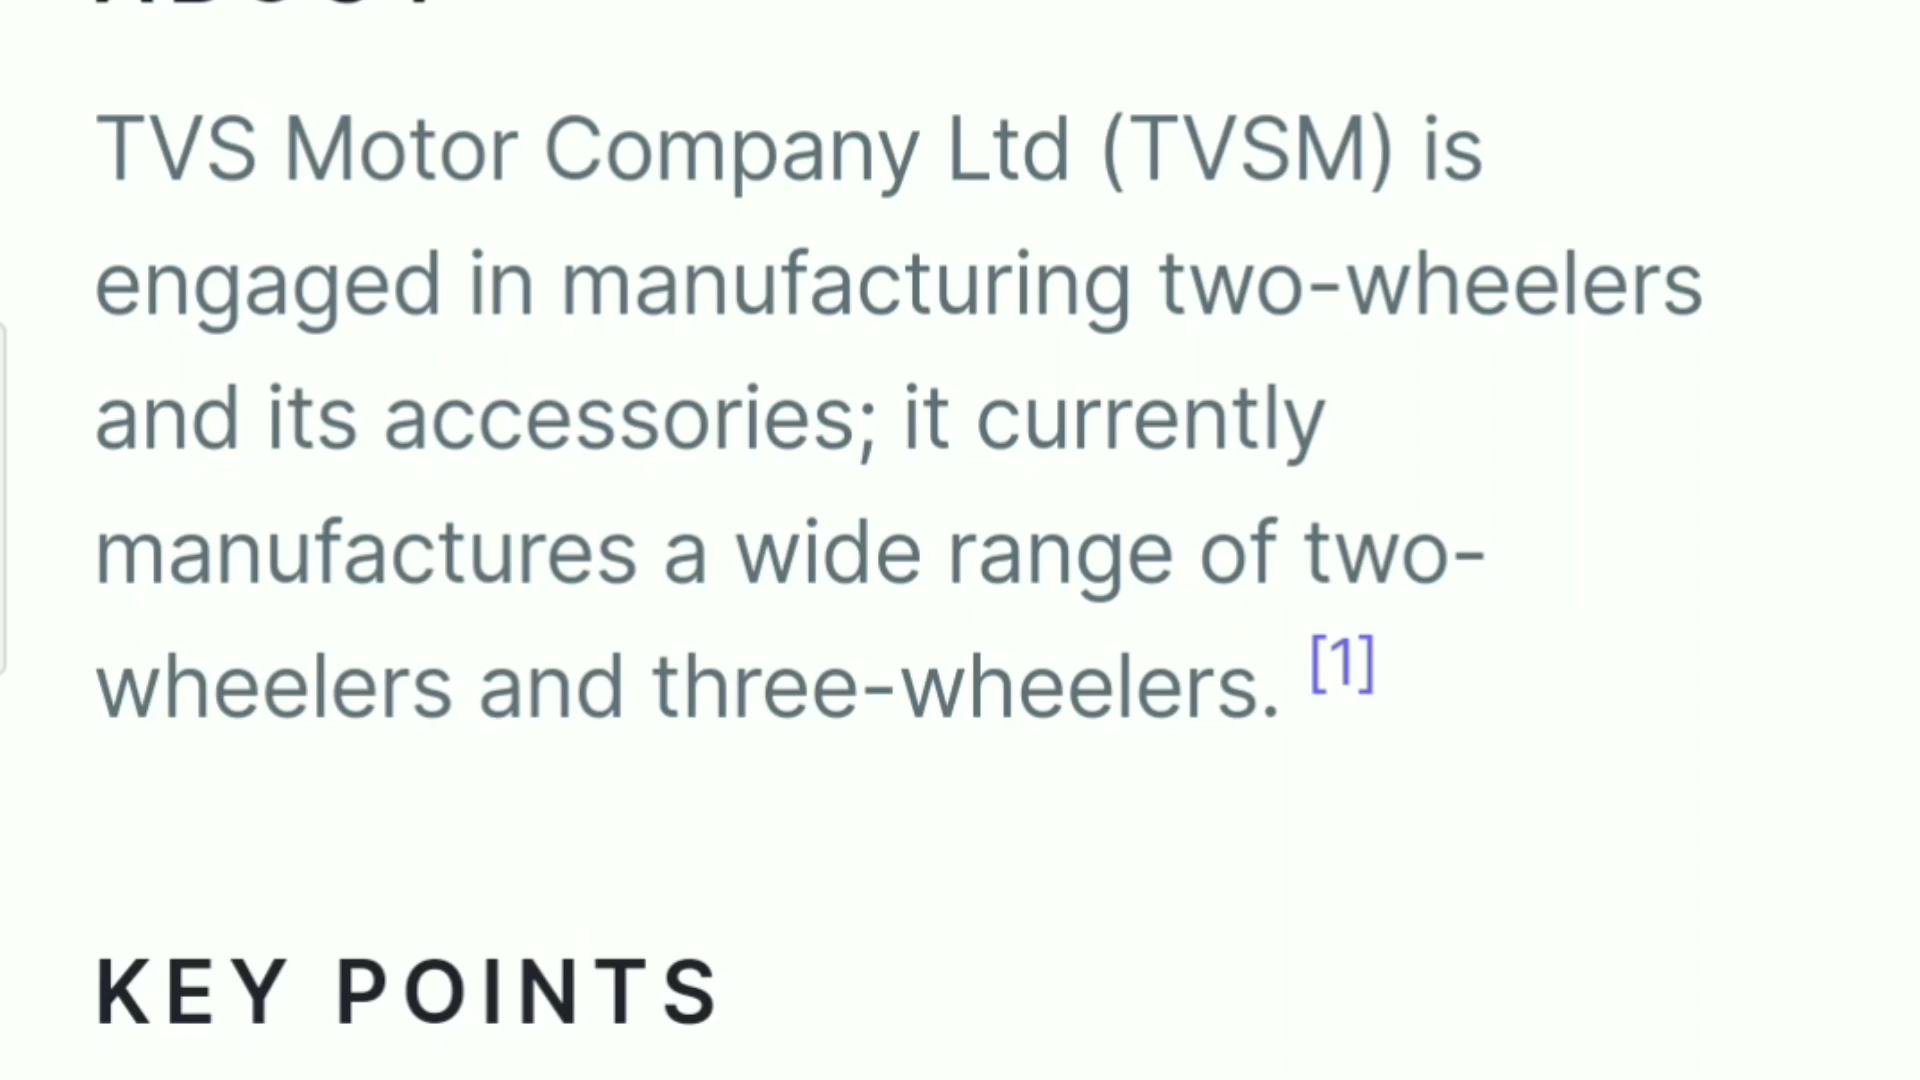 ABOUT
TVS Motor Company Ltd (TVSM) is
engaged in manufacturing two-wheelers
and its accessories; it currently
manufactures a wide range of two-
wheelers and three-wheelers. [1]
KEY POINTS